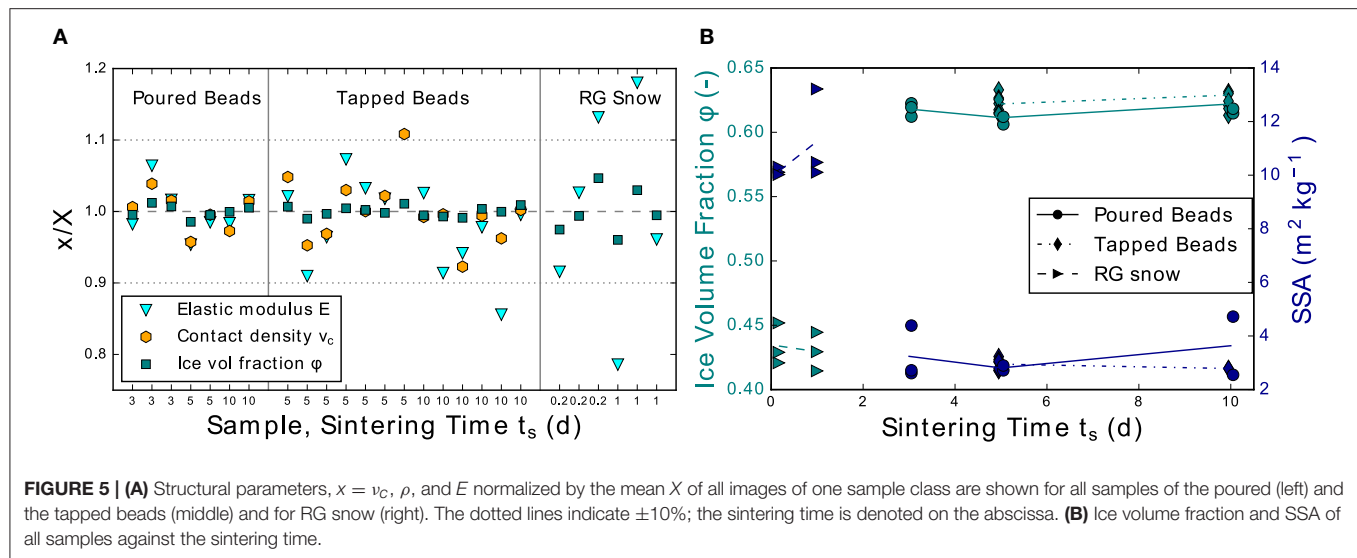 A
x/X
1.2
1.1
1.0
0.9
0.8
Poured Beads
Tapped Beads
RG Snow
Elastic modulus E
Contact density νc
Ice vol fraction φ
3 3 3 5 5 10 10 5 5 5 5 5 5 5 10 10 10 10 10 10 0.2 0.2 0.2 1 1 1
Sample, Sintering Time ts (d)
B
Ice Volume Fraction φ (-)
0.65
0.60
0.55
0.50
0.45
0.40
Poured Beads
Tapped Beads
RG snow
14
12
10
8
6
4
2
SSA (m² kg⁻¹)
0 2 4 6 8 10
Sintering Time ts (d)
FIGURE 5 | (A) Structural parameters, x = νC, ρ, and E normalized by the mean X of all images of one sample class are shown for all samples of the poured (left) and
the tapped beads (middle) and for RG snow (right). The dotted lines indicate ±10%; the sintering time is denoted on the abscissa. (B) Ice volume fraction and SSA of
all samples against the sintering time.